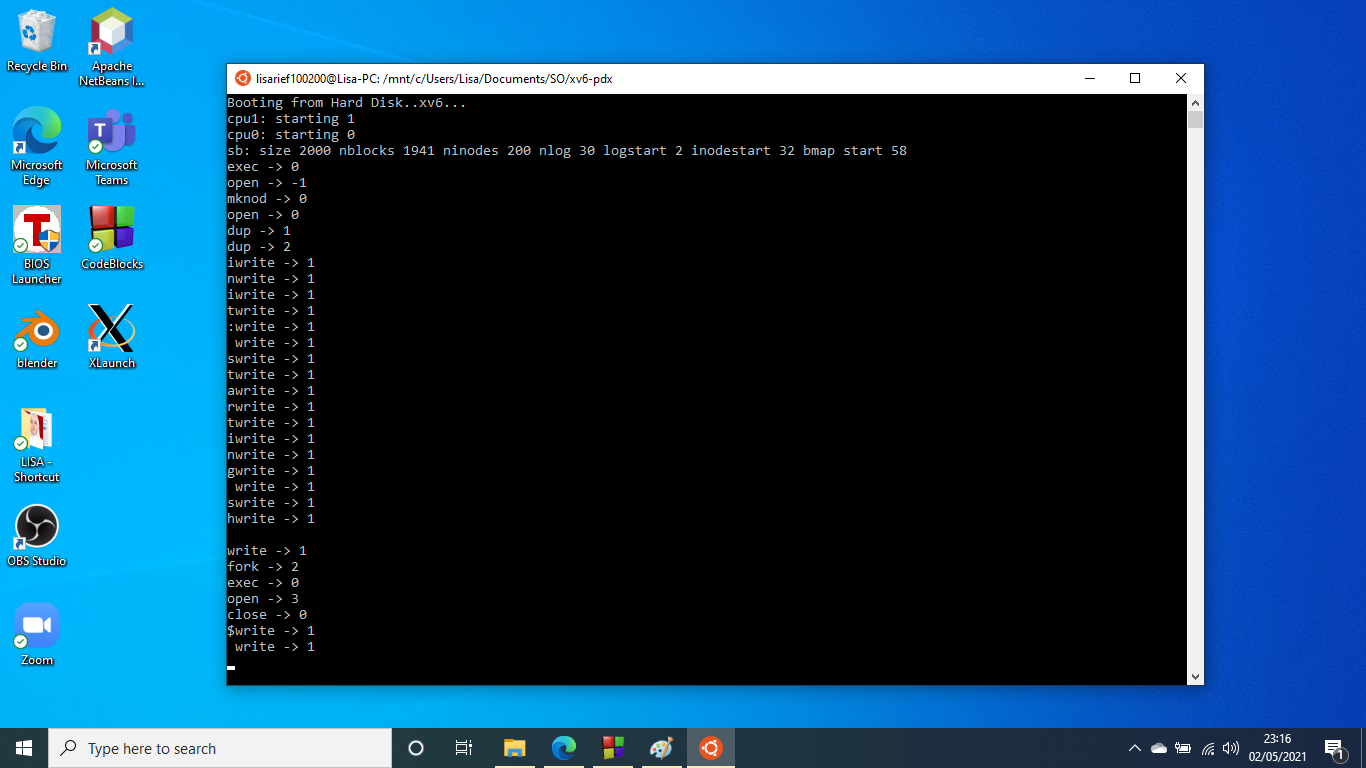 Recycle Bin
Apache
NetBeans I...
Microsoft
Edge
Microsoft
Teams
BIOS
Launcher
CodeBlocks
blender
XLaunch
LISA -
Shortcut
OBS Studio
Zoom
lisarief100200@Lisa-PC: /mnt/c/Users/Lisa/Documents/SO/xv6-pdx
Booting from Hard Disk..xv6...
cpu1: starting 1
cpu0: starting 0
sb: size 2000 nblocks 1941 ninodes 200 nlog 30 logstart 2 inodestart 32 bmap start 58
exec -> 0
open -> -1
mknod -> 0
open -> 0
dup -> 1
dup -> 2
iwrite -> 1
nwrite -> 1
iwrite -> 1
twrite -> 1
:write -> 1
 write -> 1
swrite -> 1
twrite -> 1
awrite -> 1
rwrite -> 1
twrite -> 1
iwrite -> 1
nwrite -> 1
gwrite -> 1
 write -> 1
swrite -> 1
hwrite -> 1

write -> 1
fork -> 2
exec -> 0
open -> 3
close -> 0
$write -> 1
 write -> 1
Type here to search
23:16
02/05/2021
1